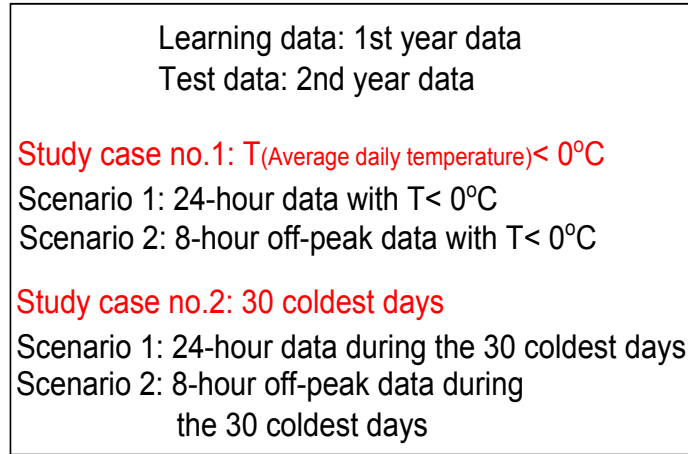 Learning data: 1st year data
Test data: 2nd year data
Study case no.1: T(Average daily temperature)< 0°C
Scenario 1: 24-hour data with T< 0°C
Scenario 2: 8-hour off-peak data with T< 0°C
Study case no.2: 30 coldest days
Scenario 1: 24-hour data during the 30 coldest days
Scenario 2: 8-hour off-peak data during
the 30 coldest days